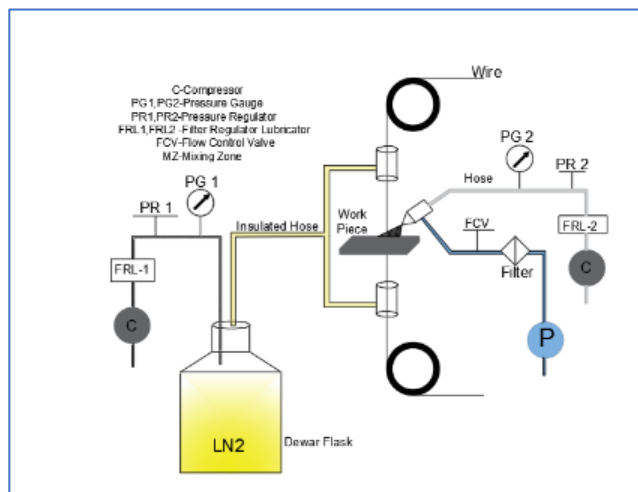 Wire
C-Compressor
PG1,PG2-Pressure Gauge
PR1,PR2-Pressure Regulator
FRL1,FRL2 -Filter Regulator Lubricator
FCV-Flow Control Valve
MZ-Mixing Zone
PG 2
PR 2
Hose
PG 1
PR 1
Insulated Hose
Work
Piece
FCV
FRL-2
Filter
FRL-1
C
C
P
LN2
Dewar Flask